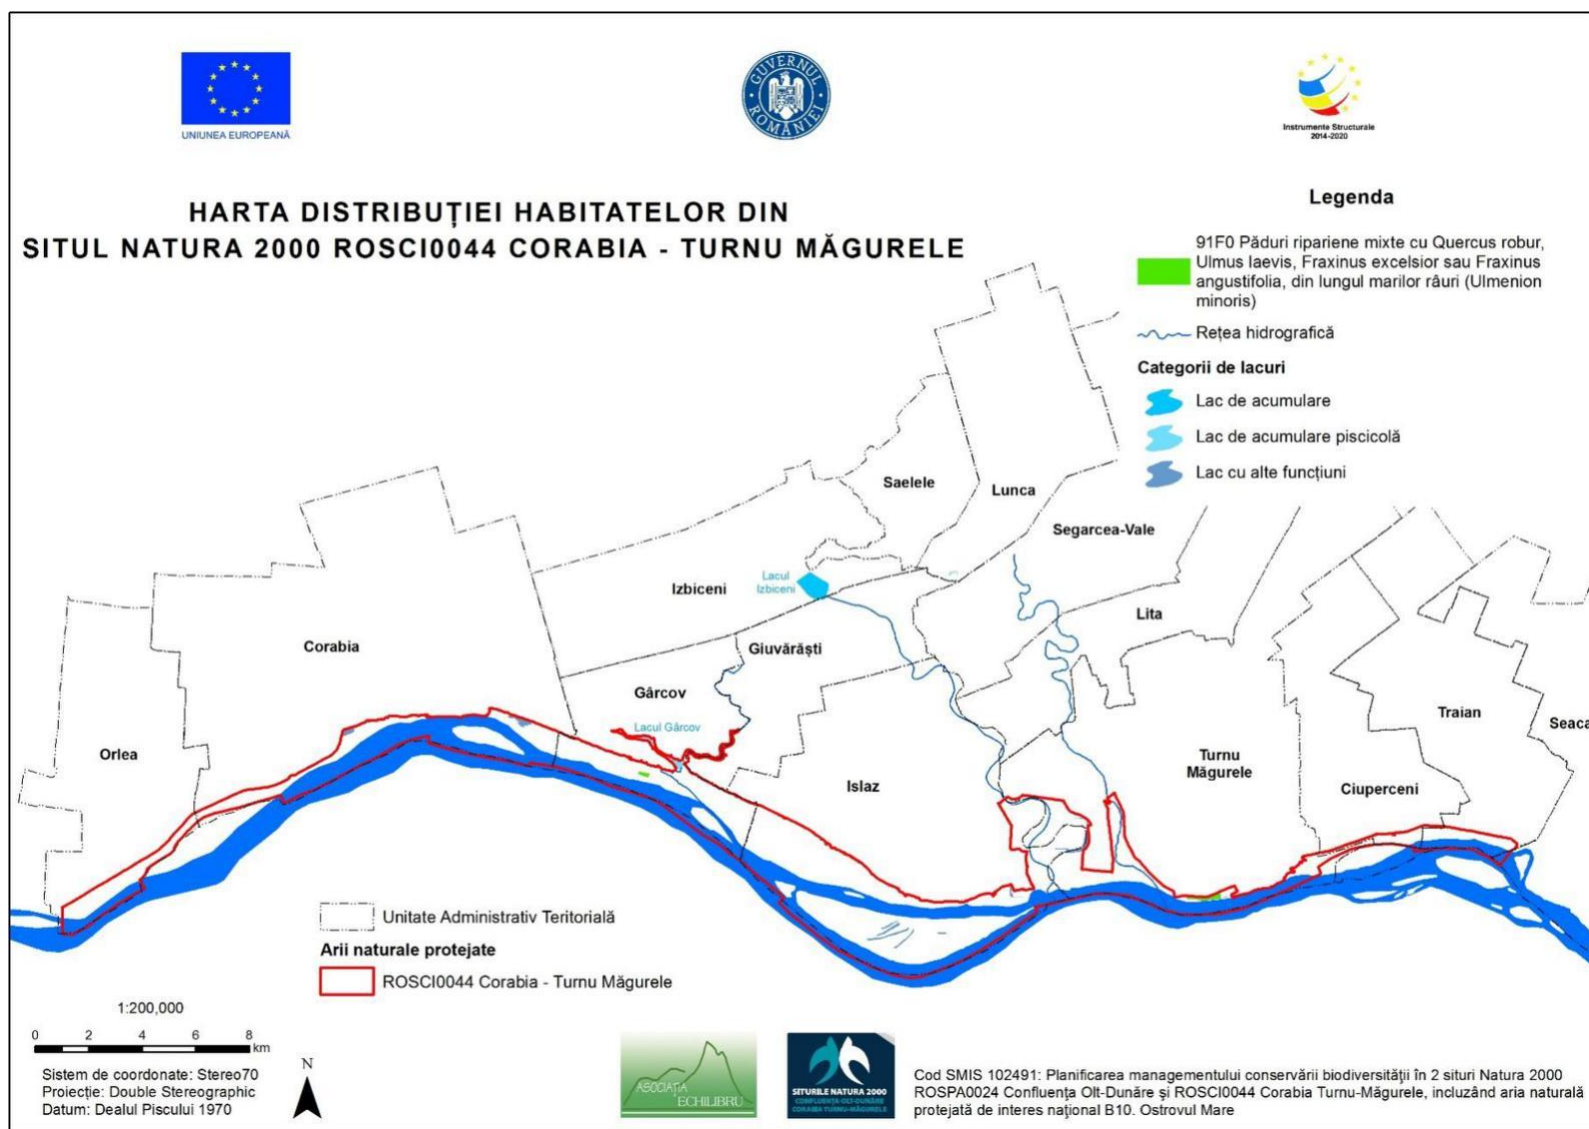 UNIUNEA EUROPEANĂ
GUVERNUL ROMÂNIEI
Instrumente Structurale
2014-2020
HARTA DISTRIBUȚIEI HABITATELOR DIN
SITUL NATURA 2000 ROSCI0044 CORABIA - TURNU MĂGURELE
Legenda
91F0 Păduri ripariene mixte cu Quercus robur,
Ulmus laevis, Fraxinus excelsior sau Fraxinus
angustifolia, din lungul marilor râuri (Ulmenion
minoris)
Rețea hidrografică
Categorii de lacuri
Lac de acumulare
Lac de acumulare piscicolă
Lac cu alte funcțiuni
Saelele
Lunca
Segarcea-Vale
Izbiceni
Lacul
Izbiceni
Lita
Corabia
Giuvărăști
Gârcov
Lacul Gârcov
Orlea
Islaz
Turnu
Măgurele
Traian
Seaca
Ciuperceni
Unitate Administrativ Teritorială
Arii naturale protejate
ROSCI0044 Corabia - Turnu Măgurele
1:200,000
0 2 4 6 8
km
N
Sistem de coordonate: Stereo70
Proiecție: Double Stereographic
Datum: Dealul Piscului 1970
ASOCIAȚIA
ECHILIBRU
SITURILE NATURA 2000
CONFLUENȚA OLT-DUNĂRE
CORABIA TURNU-MĂGURELE
Cod SMIS 102491: Planificarea managementului conservării biodiversității în 2 situri Natura 2000
ROSPA0024 Confluența Olt-Dunăre și ROSCI0044 Corabia Turnu-Măgurele, incluzând aria naturală
protejată de interes național B10. Ostrovul Mare